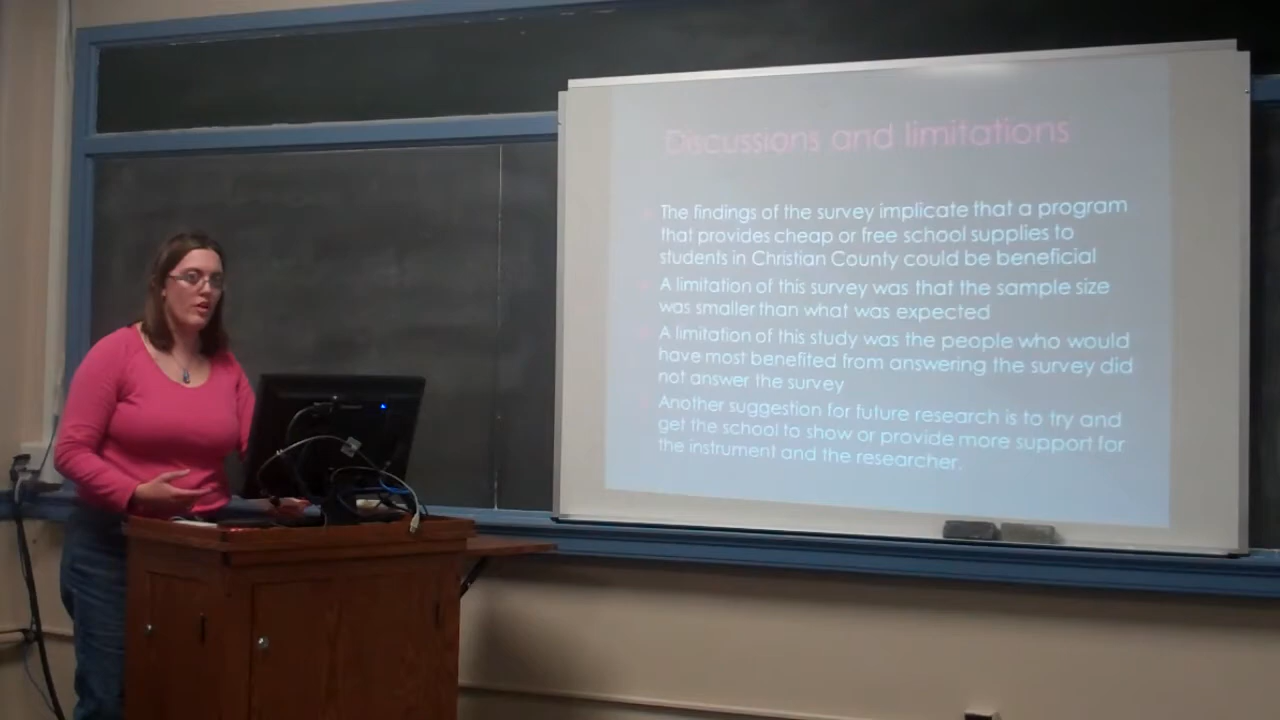 Discussions and limitations
The findings of the survey implicate that a program
that provides cheap or free school supplies to
students in Christian County could be beneficial
A limitation of this survey was that the sample size
was smaller than what was expected
A limitation of this study was the people who would
have most benefited from answering the survey did
not answer the survey
Another suggestion for future research is to try and
get the school to show or provide more support for
the instrument and the researcher.